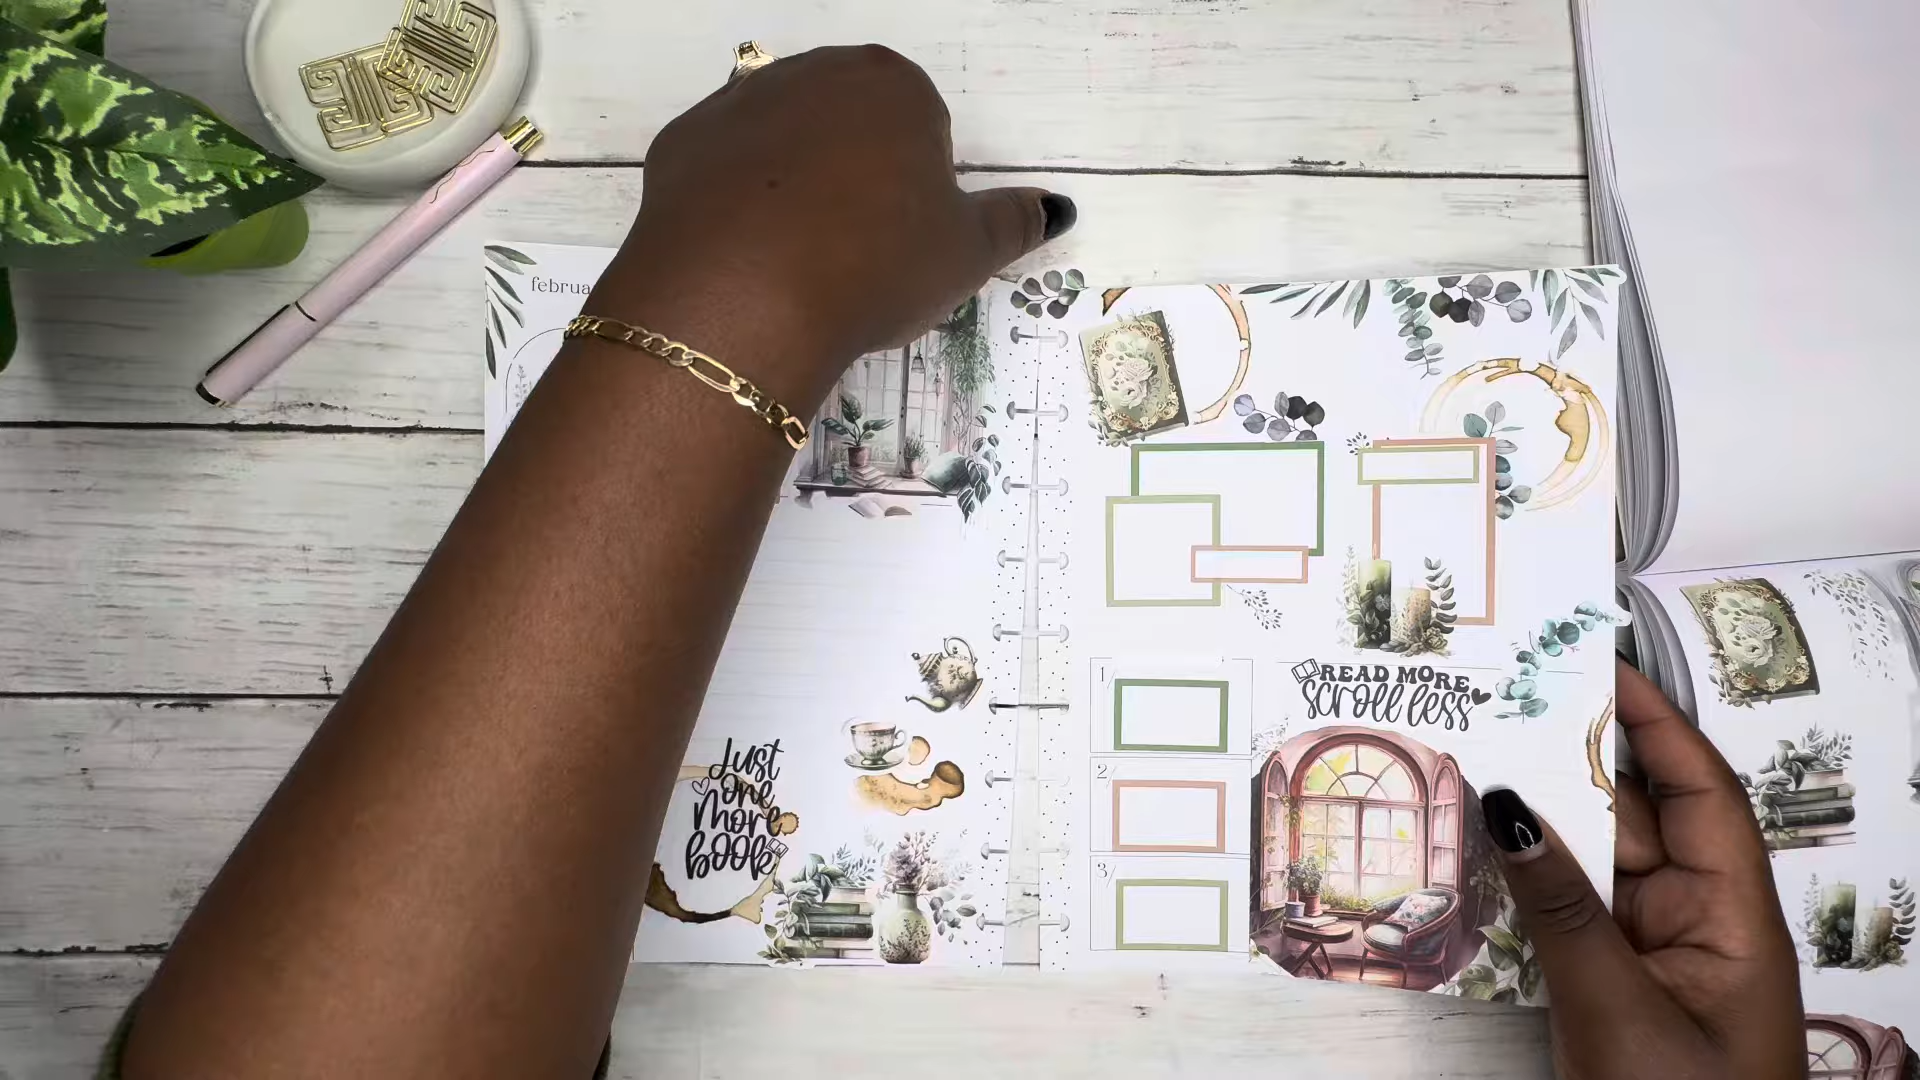 februa
Just
one
More
book
READ MORE
scroll less
1/
2/
3/